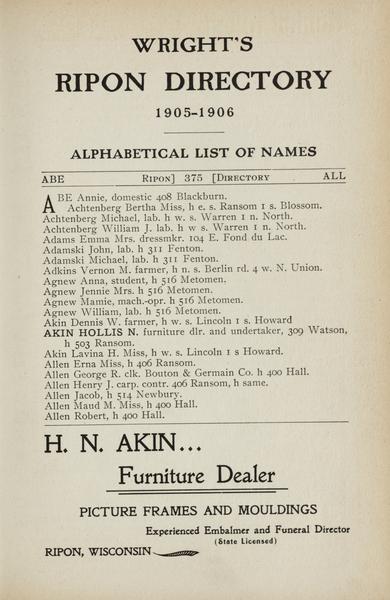 WRIGHT'S
RIPON DIRECTORY
1905-1906
ALPHABETICAL LIST OF NAMES
ABE RIPON] 375 [DIRECTORY ALL
ABE Annie, domestic 408 Blackburn.
Achtenberg Bertha Miss, h e. s. Ransom 1 s. Blossom.
Achtenberg Michael, lab. h w. s. Warren 1 n. North.
Achtenberg William J. lab. h w s. Warren 1 n. North.
Adams Emma Mrs. dressmkr. 104 E. Fond du Lac.
Adamski John, lab. h 311 Fenton.
Adamski Michael, lab. h 311 Fenton.
Adkins Vernon M. farmer, h n. s. Berlin rd. 4 w. N. Union.
Agnew Anna, student, h 516 Metomen.
Agnew Jennie Mrs. h 516 Metomen.
Agnew Mamie, mach.-opr. h 516 Metomen.
Agnew William, lab. h 516 Metomen.
Akin Dennis W. farmer, h w. s. Lincoln 1 s. Howard
AKIN HOLLIS N. furniture dlr. and undertaker, 309 Watson,
h 503 Ransom.
Akin Lavina H. Miss, h w. s. Lincoln 1 s Howard.
Allen Erna Miss, h 406 Ransom.
Allen George R. clk. Bouton & Germain Co. h 400 Hall.
Allen Henry J. carp. contr. 406 Ransom, h same.
Allen Jacob, h 514 Newbury.
Allen Maud M. Miss, h 400 Hall.
Allen Robert, h 400 Hall.
H. N. AKIN...
Furniture Dealer
PICTURE FRAMES AND MOULDINGS
Experienced Embalmer and Funeral Director
(State Licensed)
RIPON, WISCONSIN